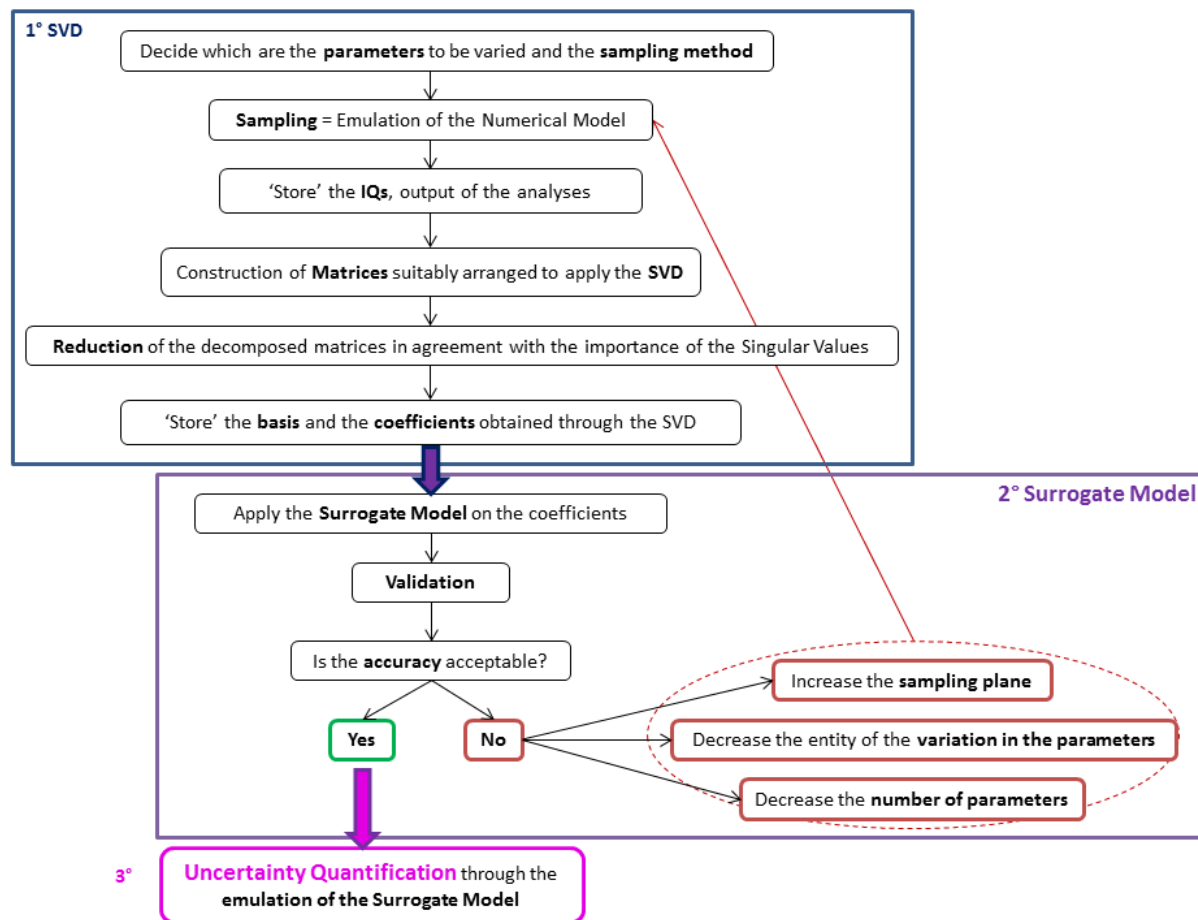 1° SVD
Decide which are the parameters to be varied and the sampling method
Sampling = Emulation of the Numerical Model
‘Store’ the IQs, output of the analyses
Construction of Matrices suitably arranged to apply the SVD
Reduction of the decomposed matrices in agreement with the importance of the Singular Values
‘Store’ the basis and the coefficients obtained through the SVD
2° Surrogate Model
Apply the Surrogate Model on the coefficients
Validation
Is the accuracy acceptable?
Yes
No
Increase the sampling plane
Decrease the entity of the variation in the parameters
Decrease the number of parameters
3°
Uncertainty Quantification through the
emulation of the Surrogate Model